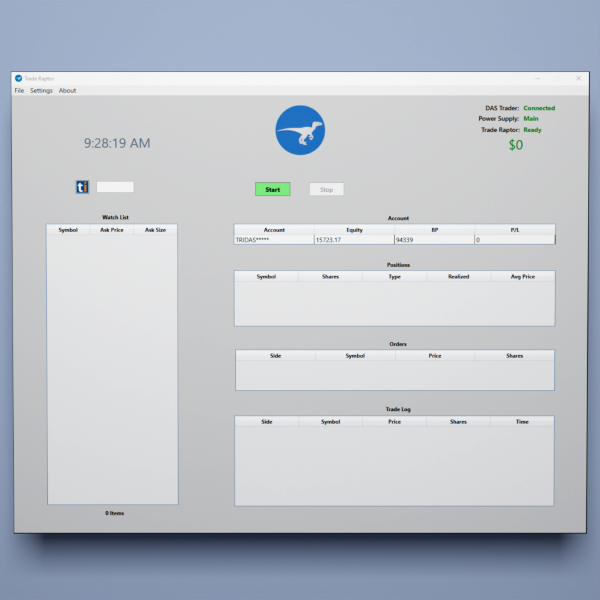 Trade Raptor
File Settings About
DAS Trader: Connected
Power Supply: Main
Trade Raptor: Ready
$0
9:28:19 AM
ti
Start Stop
Watch List
Symbol Ask Price Ask Size
0 Items
Account
Account Equity BP P/L
TRIDAS***** 15723.17 94339 0
Positions
Symbol Shares Type Realized Avg Price
Orders
Side Symbol Price Shares
Trade Log
Side Symbol Price Shares Time